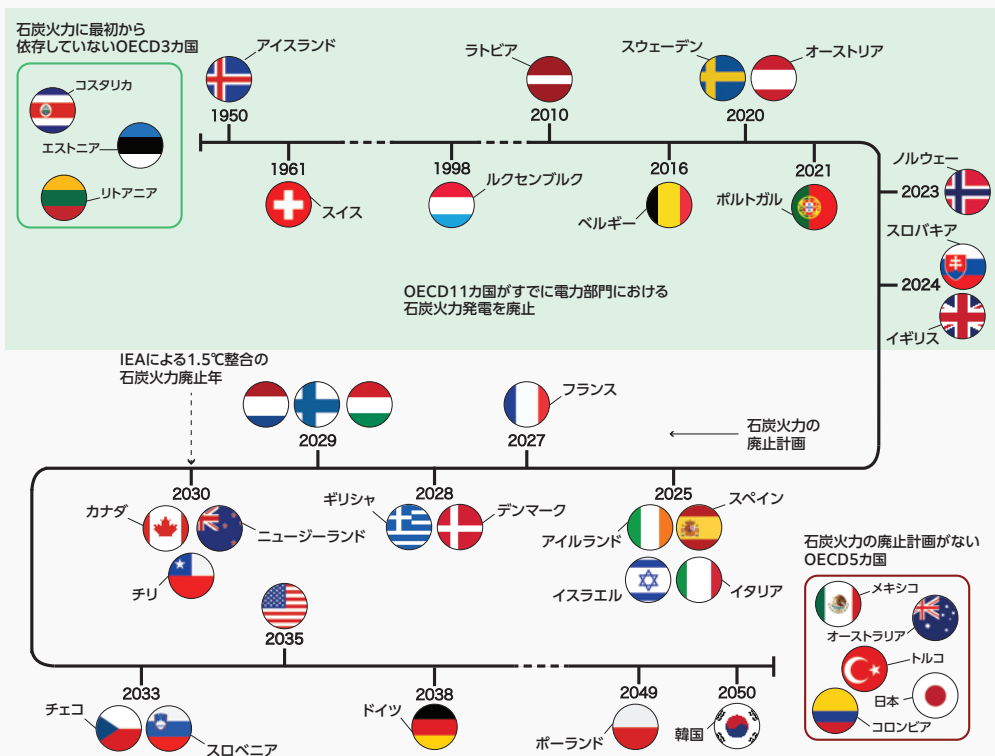 石炭火力に最初から
依存していないOECD3カ国
コスタリカ
エストニア
リトアニア
アイスランド
1950
1961
スイス
1998
ルクセンブルク
ラトビア
2010
2016
ベルギー
スウェーデン
オーストリア
2020
2021
ポルトガル
ノルウェー
2023
スロバキア
2024
イギリス
OECD11カ国がすでに電力部門における
石炭火力発電を廃止
IEAによる1.5℃整合の
石炭火力廃止年
石炭火力の
廃止計画
2025
アイルランド
スペイン
イスラエル
イタリア
フランス
2027
2028
ギリシャ
デンマーク
2029
2030
カナダ
ニュージーランド
チリ
2033
チェコ
スロベニア
2035
2038
ドイツ
2049
ポーランド
2050
韓国
石炭火力の廃止計画がない
OECD5カ国
メキシコ
オーストラリア
トルコ
日本
コロンビア